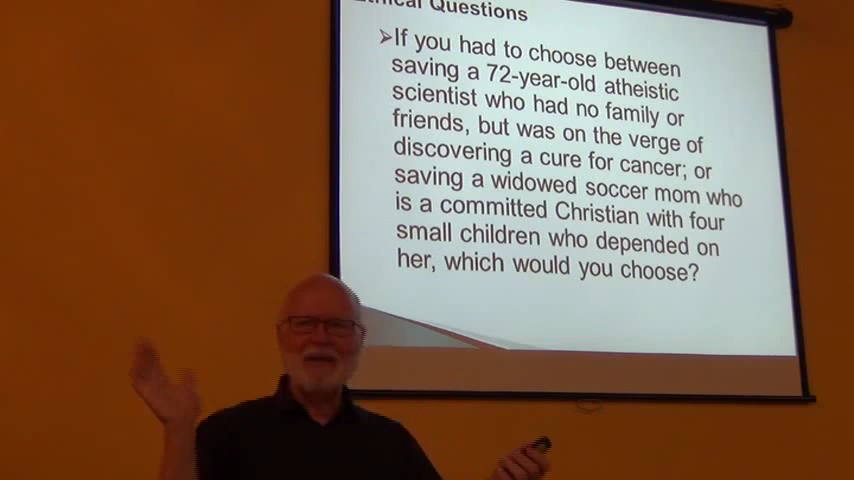 Ethical Questions
➢If you had to choose between
saving a 72-year-old atheistic
scientist who had no family or
friends, but was on the verge of
discovering a cure for cancer; or
saving a widowed soccer mom who
is a committed Christian with four
small children who depended on
her, which would you choose?